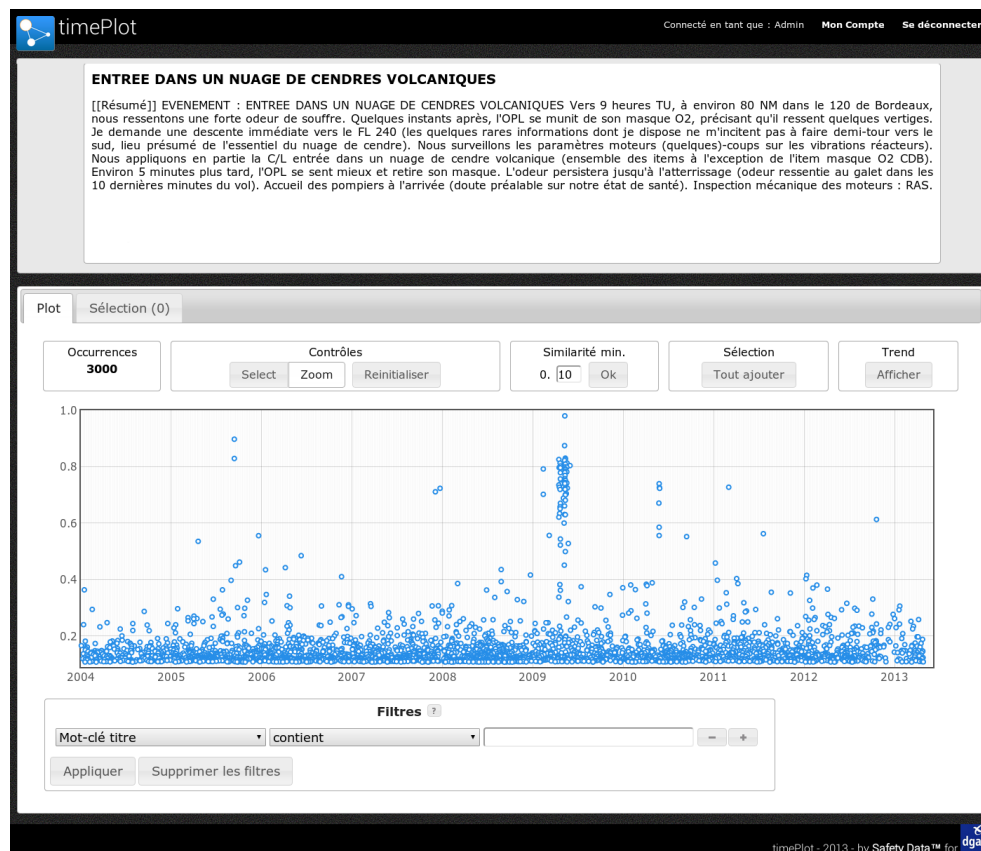 timePlot
Connecté en tant que : Admin Mon Compte Se déconnecter
ENTREE DANS UN NUAGE DE CENDRES VOLCANIQUES
[[Résumé]] EVENEMENT : ENTREE DANS UN NUAGE DE CENDRES VOLCANIQUES Vers 9 heures TU, à environ 80 NM dans le 120 de Bordeaux,
nous ressentons une forte odeur de souffre. Quelques instants après, l'OPL se munit de son masque O2, précisant qu'il ressent quelques vertiges.
Je demande une descente immédiate vers le FL 240 (les quelques rares informations dont je dispose ne m'incitent pas à faire demi-tour vers le
sud, lieu présumé de l'essentiel du nuage de cendre). Nous surveillons les paramètres moteurs (quelques)-coups sur les vibrations réacteurs).
Nous appliquons en partie la C/L entrée dans un nuage de cendre volcanique (ensemble des items à l'exception de l'item masque O2 CDB).
Environ 5 minutes plus tard, l'OPL se sent mieux et retire son masque. L'odeur persistera jusqu'à l'atterrissage (odeur ressentie au galet dans les
10 dernières minutes du vol). Accueil des pompiers à l'arrivée (doute préalable sur notre état de santé). Inspection mécanique des moteurs : RAS.
Plot Sélection (0)
Occurrences Contrôles Similarité min. Sélection Trend
3000 Select Zoom Reinitialiser 0. 10 Ok Tout ajouter Afficher
1.0
0.8
0.6
0.4
0.2
2004 2005 2006 2007 2008 2009 2010 2011 2012 2013
Filtres ?
Mot-clé titre contient − +
Appliquer Supprimer les filtres
timePlot - 2013 - by Safety Data™ for dga